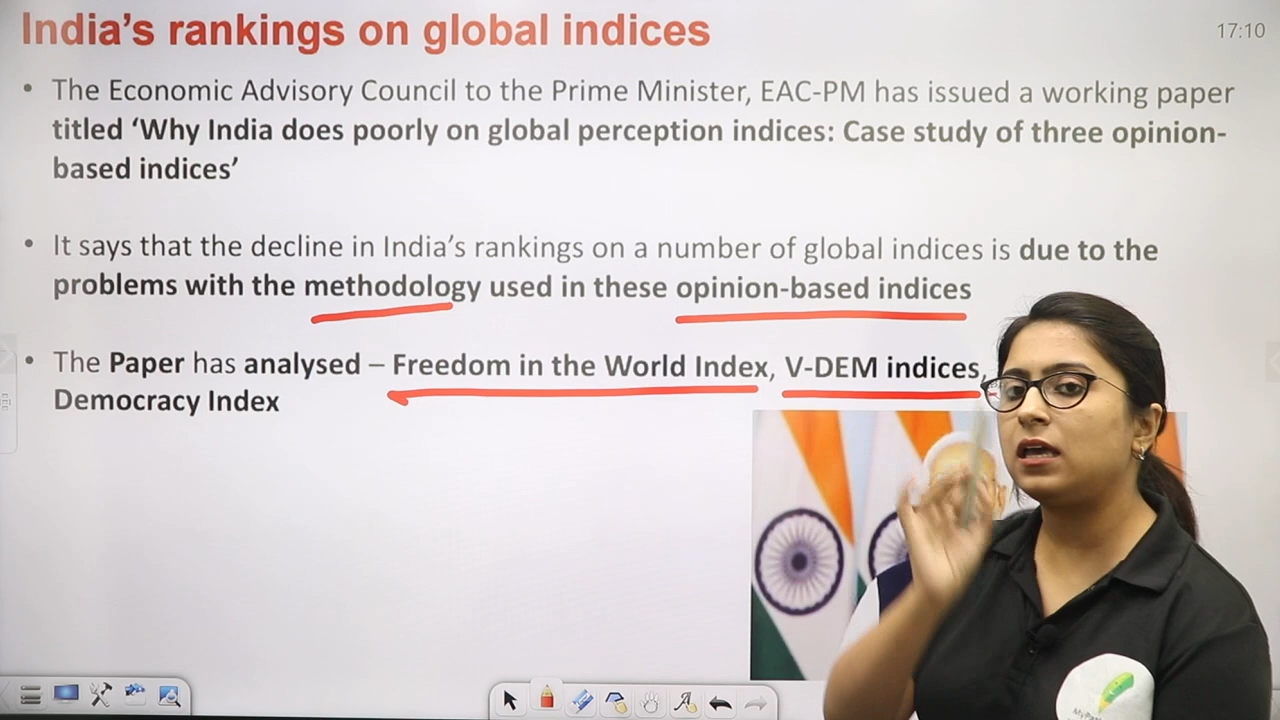 India's rankings on global indices
17:10
• The Economic Advisory Council to the Prime Minister, EAC-PM has issued a working paper
titled 'Why India does poorly on global perception indices: Case study of three opinion-
based indices'
• It says that the decline in India's rankings on a number of global indices is due to the
problems with the methodology used in these opinion-based indices
• The Paper has analysed – Freedom in the World Index, V-DEM indices,
Democracy Index